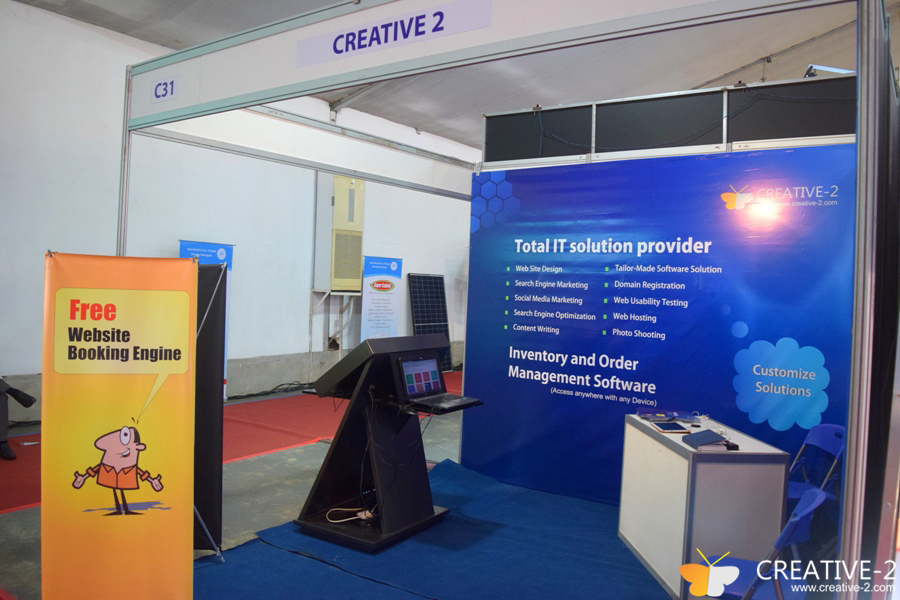 CREATIVE 2
C31
CREATIVE-2
www.creative-2.com
Total IT solution provider
Web Site Design
Search Engine Marketing
Social Media Marketing
Search Engine Optimization
Content Writing
Tailor-Made Software Solution
Domain Registration
Web Usability Testing
Web Hosting
Photo Shooting
Inventory and Order
Management Software
(Access anywhere with any Device)
Customize
Solutions
Free
Website
Booking Engine
CREATIVE-2
www.creative-2.com